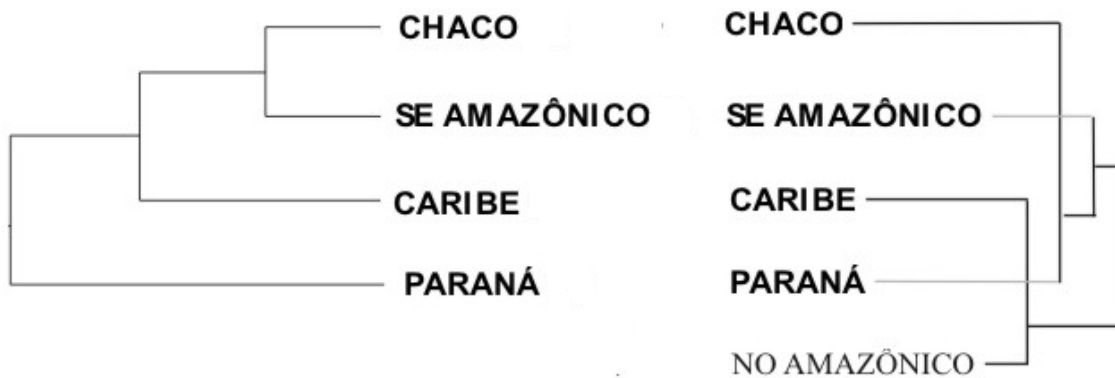 CHACO
CHACO
SE AMAZÔNICO
SE AMAZÔNICO
CARIBE
CARIBE
PARANÁ
PARANÁ
NO AMAZÔNICO